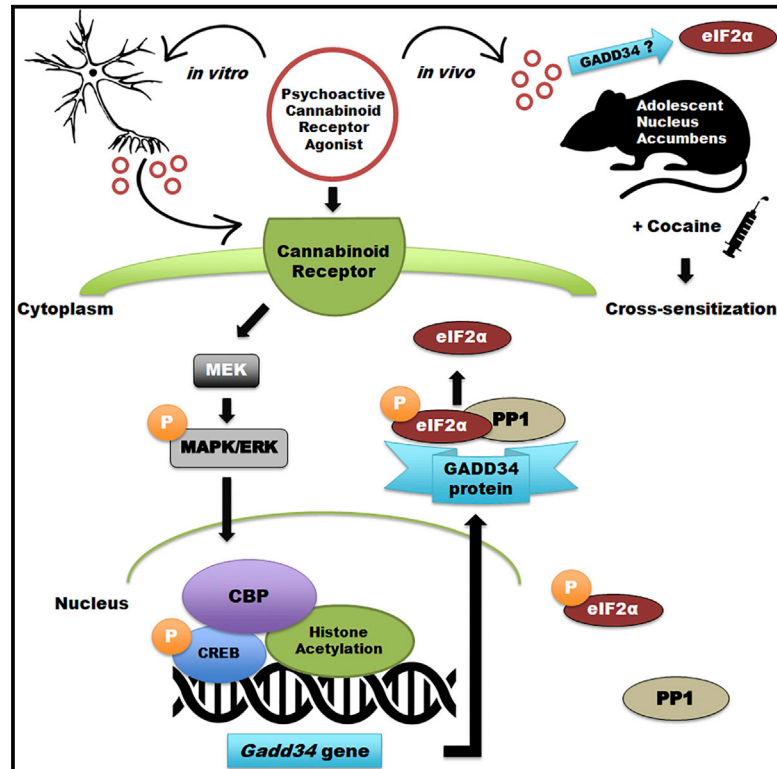 in vitro
Psychoactive
Cannabinoid
Receptor
Agonist
in vivo
GADD34 ?
eIF2α
Adolescent
Nucleus
Accumbens
+ Cocaine
Cross-sensitization
Cannabinoid
Receptor
Cytoplasm
MEK
P
MAPK/ERK
eIF2α
P
eIF2α
PP1
GADD34
protein
Nucleus
CBP
P
CREB
Histone
Acetylation
Gadd34 gene
P
eIF2α
PP1